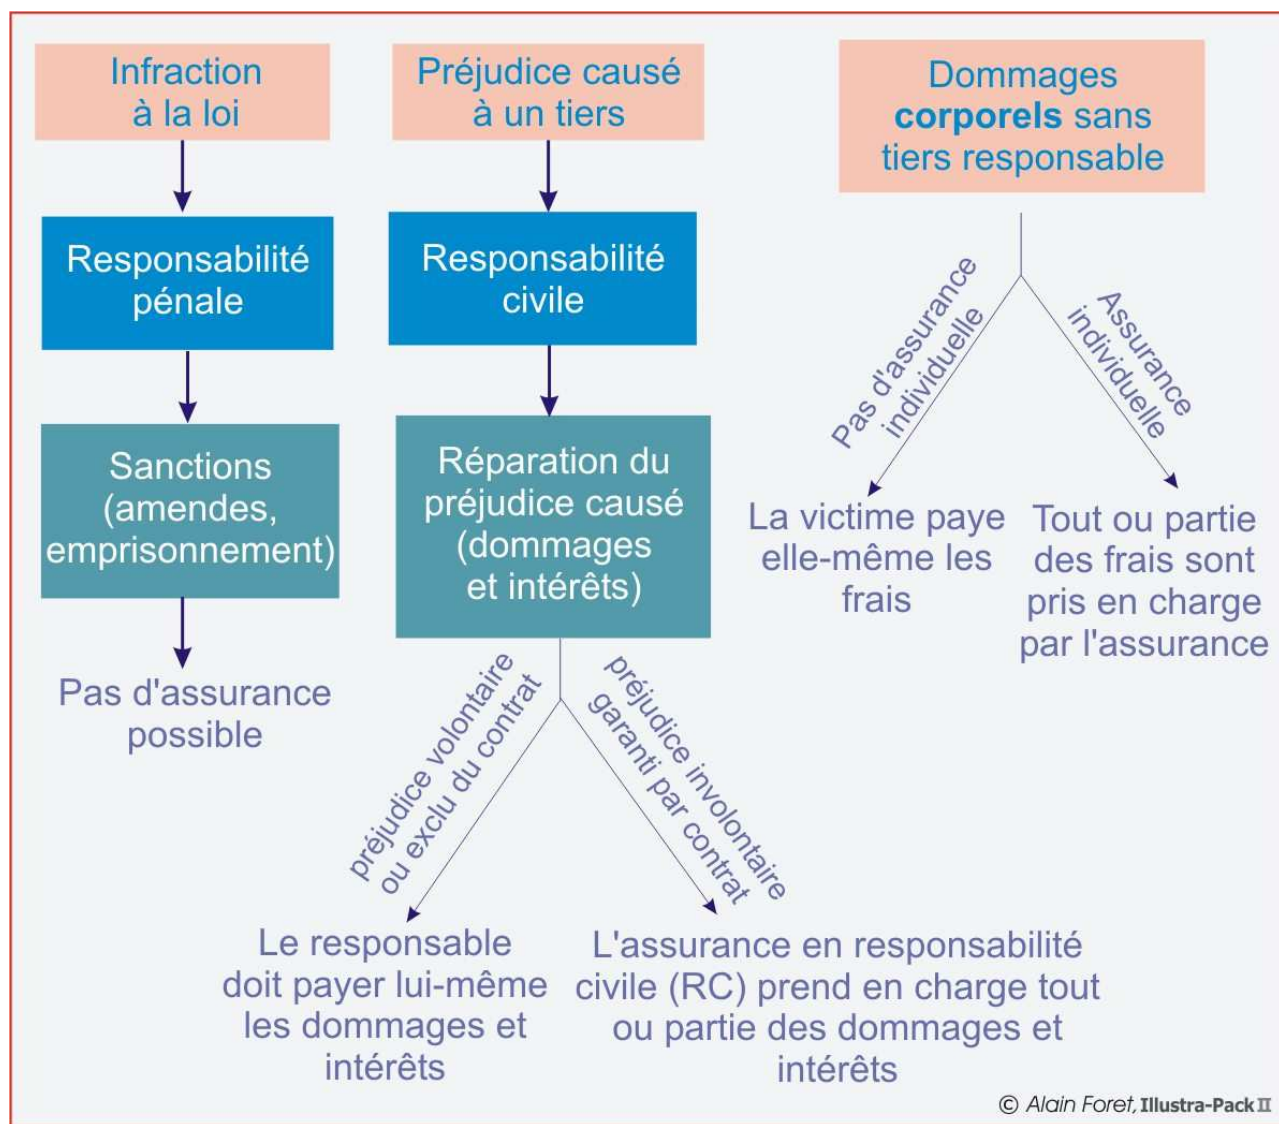 Infraction
à la loi
Responsabilité
pénale
Sanctions
(amendes,
emprisonnement)
Pas d'assurance
possible
Préjudice causé
à un tiers
Responsabilité
civile
Réparation du
préjudice causé
(dommages
et intérêts)
préjudice volontaire
ou exclu du contrat
Le responsable
doit payer lui-même
les dommages et
intérêts
préjudice involontaire
garanti par contrat
L'assurance en responsabilité
civile (RC) prend en charge tout
ou partie des dommages et
intérêts
Dommages
corporels sans
tiers responsable
Pas d'assurance
individuelle
La victime paye
elle-même les
frais
Assurance
individuelle
Tout ou partie
des frais sont
pris en charge
par l'assurance
© Alain Foret, Illustra-Pack II